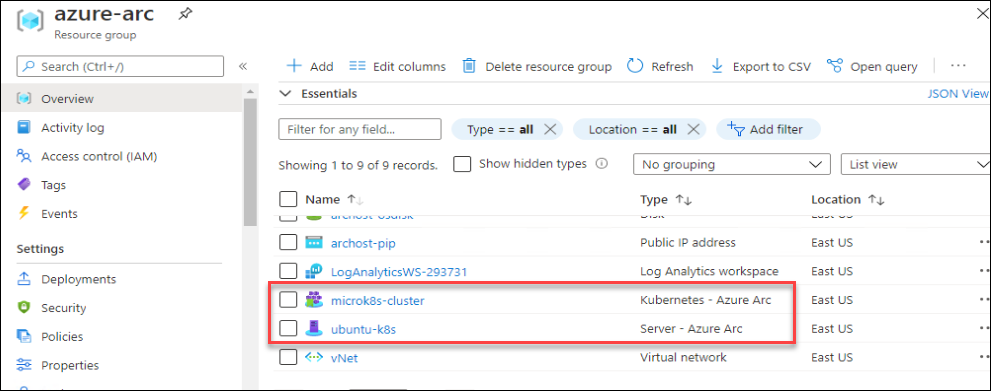 azure-arc
Resource group
Search (Ctrl+/)
«
Overview
Activity log
Access control (IAM)
Tags
Events
Settings
Deployments
Security
Policies
Properties
Add
Edit columns
Delete resource group
Refresh
Export to CSV
Open query
...
Essentials
JSON View
Filter for any field...
Type == all
Location == all
Add filter
Showing 1 to 9 of 9 records.
Show hidden types
No grouping
List view
Name
Type
Location
archost-osdisk Disk East US
archost-pip Public IP address East US
LogAnalyticsWS-293731 Log Analytics workspace East US
microk8s-cluster Kubernetes - Azure Arc East US
ubuntu-k8s Server - Azure Arc East US
vNet Virtual network East US